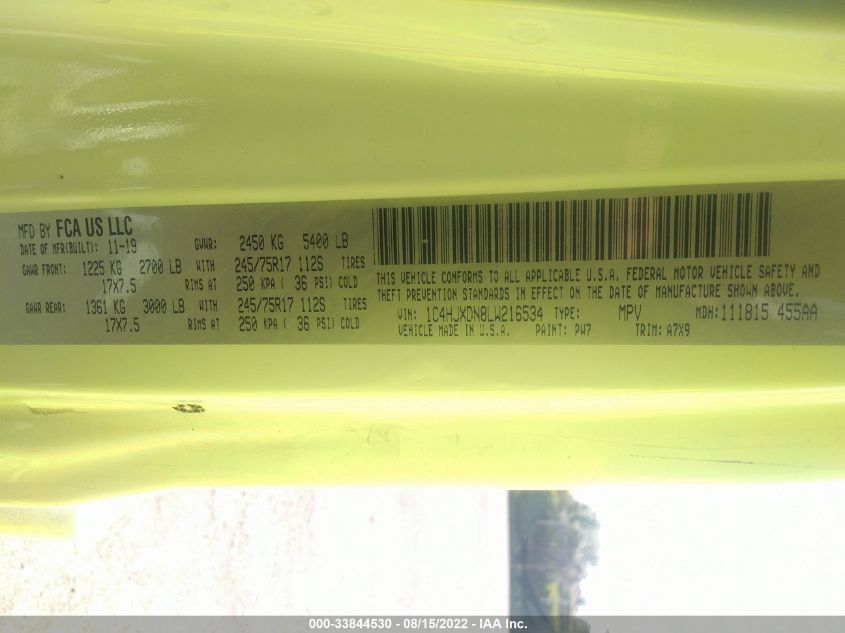 MFD BY FCA US LLC
DATE OF MFR(BUILT): 11-19 GVWR: 2450 KG 5400 LB
GAWR FRONT: 1225 KG 2700 LB WITH 245/75R17 112S TIRES
17X7.5 RIMS AT 250 KPA ( 36 PSI) COLD
GAWR REAR: 1361 KG 3000 LB WITH 245/75R17 112S TIRES
17X7.5 RIMS AT 250 KPA ( 36 PSI) COLD
THIS VEHICLE CONFORMS TO ALL APPLICABLE U.S.A. FEDERAL MOTOR VEHICLE SAFETY AND
THEFT PREVENTION STANDARDS IN EFFECT ON THE DATE OF MANUFACTURE SHOWN ABOVE.
VIN: 1C4HJXDN8LW216534 TYPE: MPV MDH: 111815 455AA
VEHICLE MADE IN U.S.A. PAINT: PW7 TRIM: A7X9
000-33844530 - 08/15/2022 - IAA Inc.